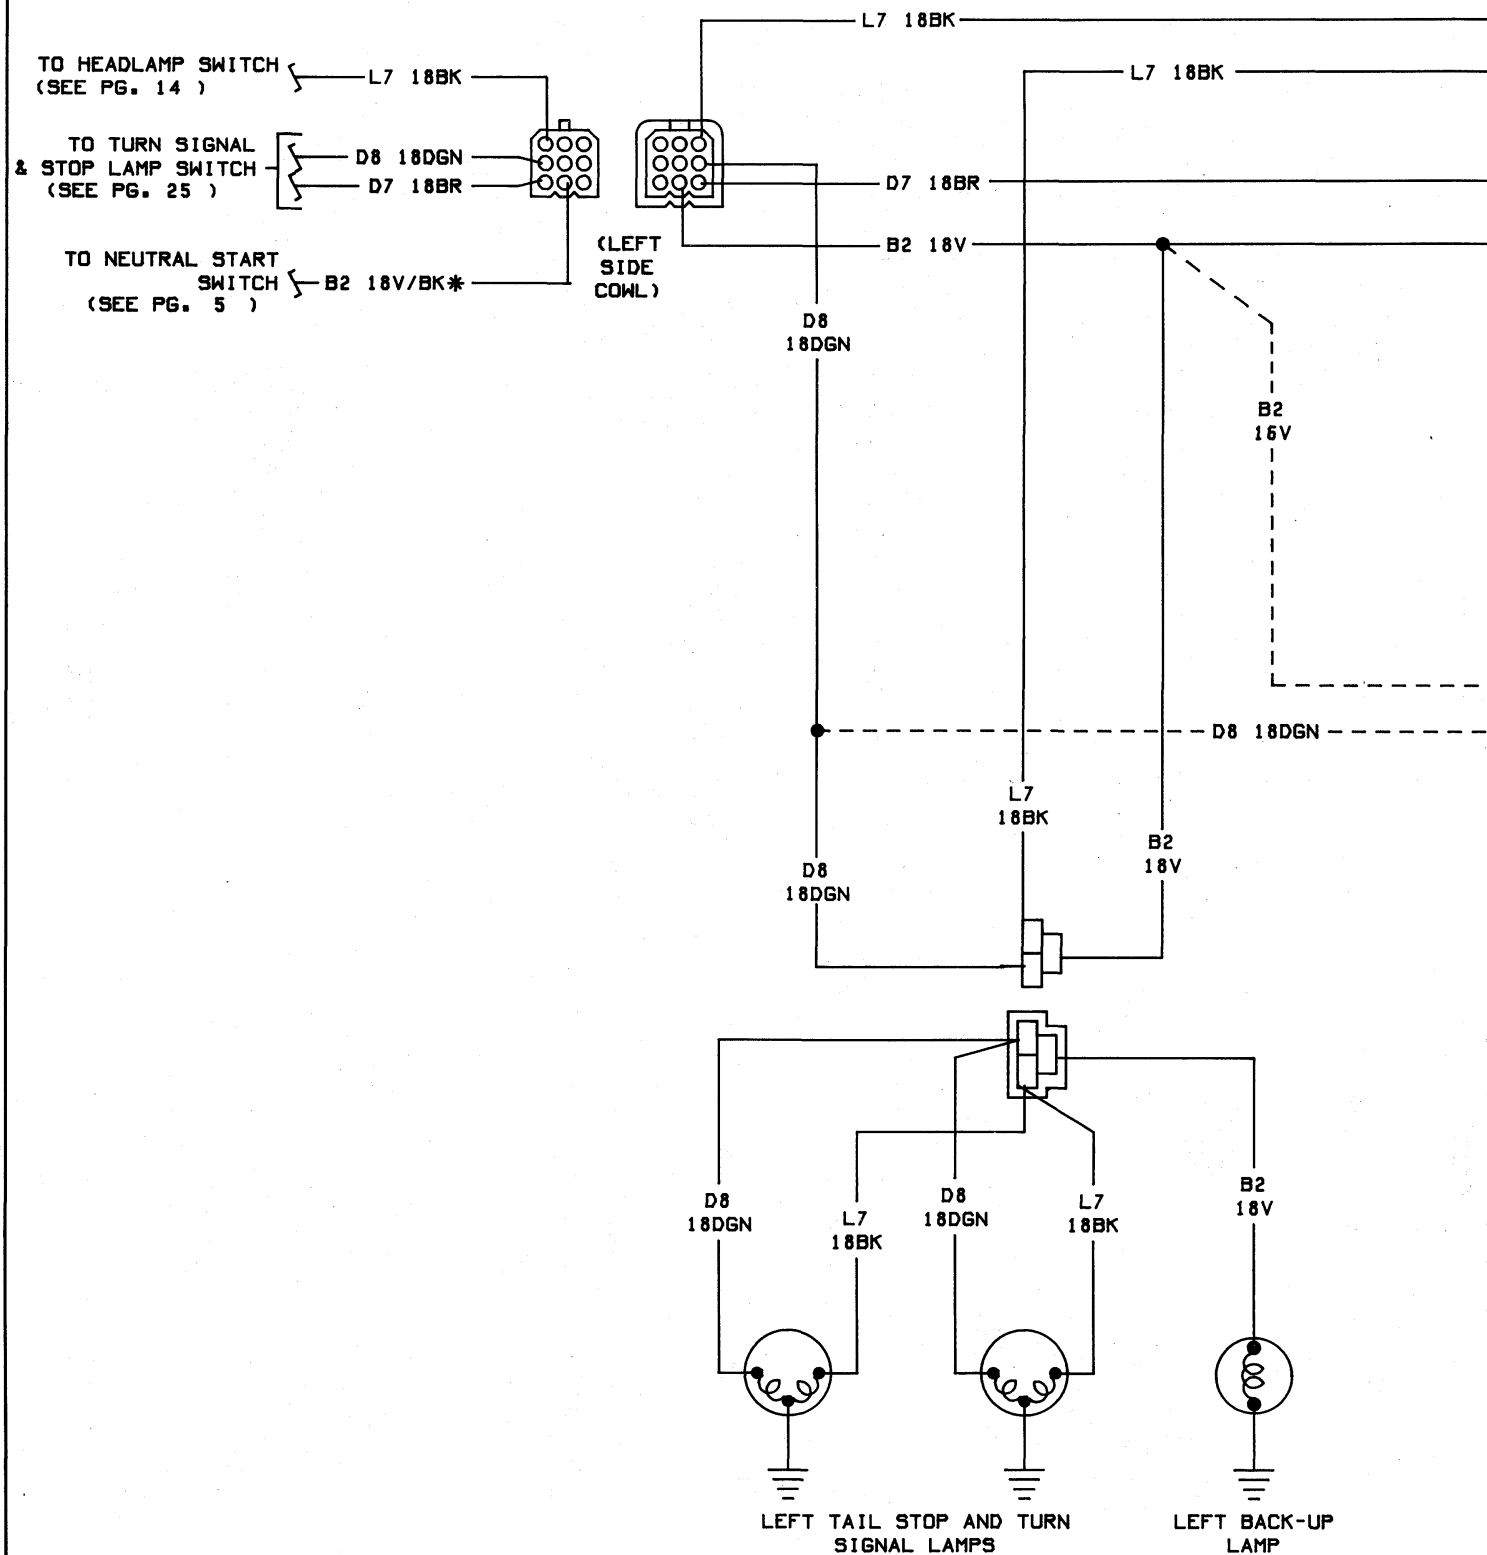 L7 18BK
TO HEADLAMP SWITCH
(SEE PG. 14 )
L7 18BK
L7 18BK
TO TURN SIGNAL
& STOP LAMP SWITCH
(SEE PG. 25 )
D8 18DGN
D7 18BR
D7 18BR
TO NEUTRAL START
SWITCH
(SEE PG. 5 )
B2 18V/BK*
(LEFT
SIDE
COWL)
B2 18V
D8
18DGN
B2
16V
D8 18DGN
L7
18BK
B2
18V
D8
18DGN
D8
18DGN
L7
18BK
D8
18DGN
L7
18BK
B2
18V
LEFT TAIL STOP AND TURN
SIGNAL LAMPS
LEFT BACK-UP
LAMP